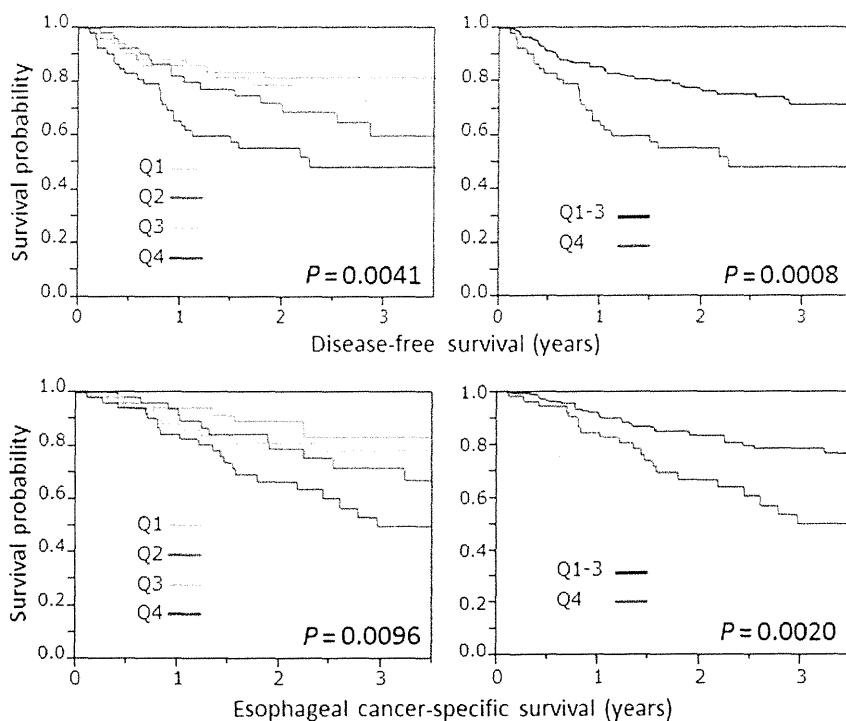 Survival probability
1.0
0.8
0.6
0.4
0.2
0.0
Q1
Q2
Q3
Q4
P = 0.0041
0 1 2 3
1.0
0.8
0.6
0.4
0.2
0.0
Q1-3
Q4
P = 0.0008
0 1 2 3
Disease-free survival (years)
Survival probability
1.0
0.8
0.6
0.4
0.2
0.0
Q1
Q2
Q3
Q4
P = 0.0096
0 1 2 3
1.0
0.8
0.6
0.4
0.2
0.0
Q1-3
Q4
P = 0.0020
0 1 2 3
Esophageal cancer-specific survival (years)